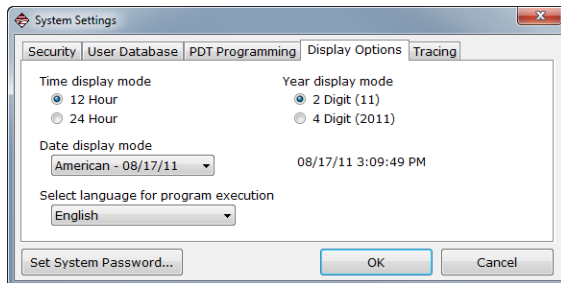 System Settings
Security User Database PDT Programming Display Options Tracing
Time display mode
12 Hour
24 Hour
Year display mode
2 Digit (11)
4 Digit (2011)
Date display mode
American - 08/17/11
08/17/11 3:09:49 PM
Select language for program execution
English
Set System Password...
OK
Cancel